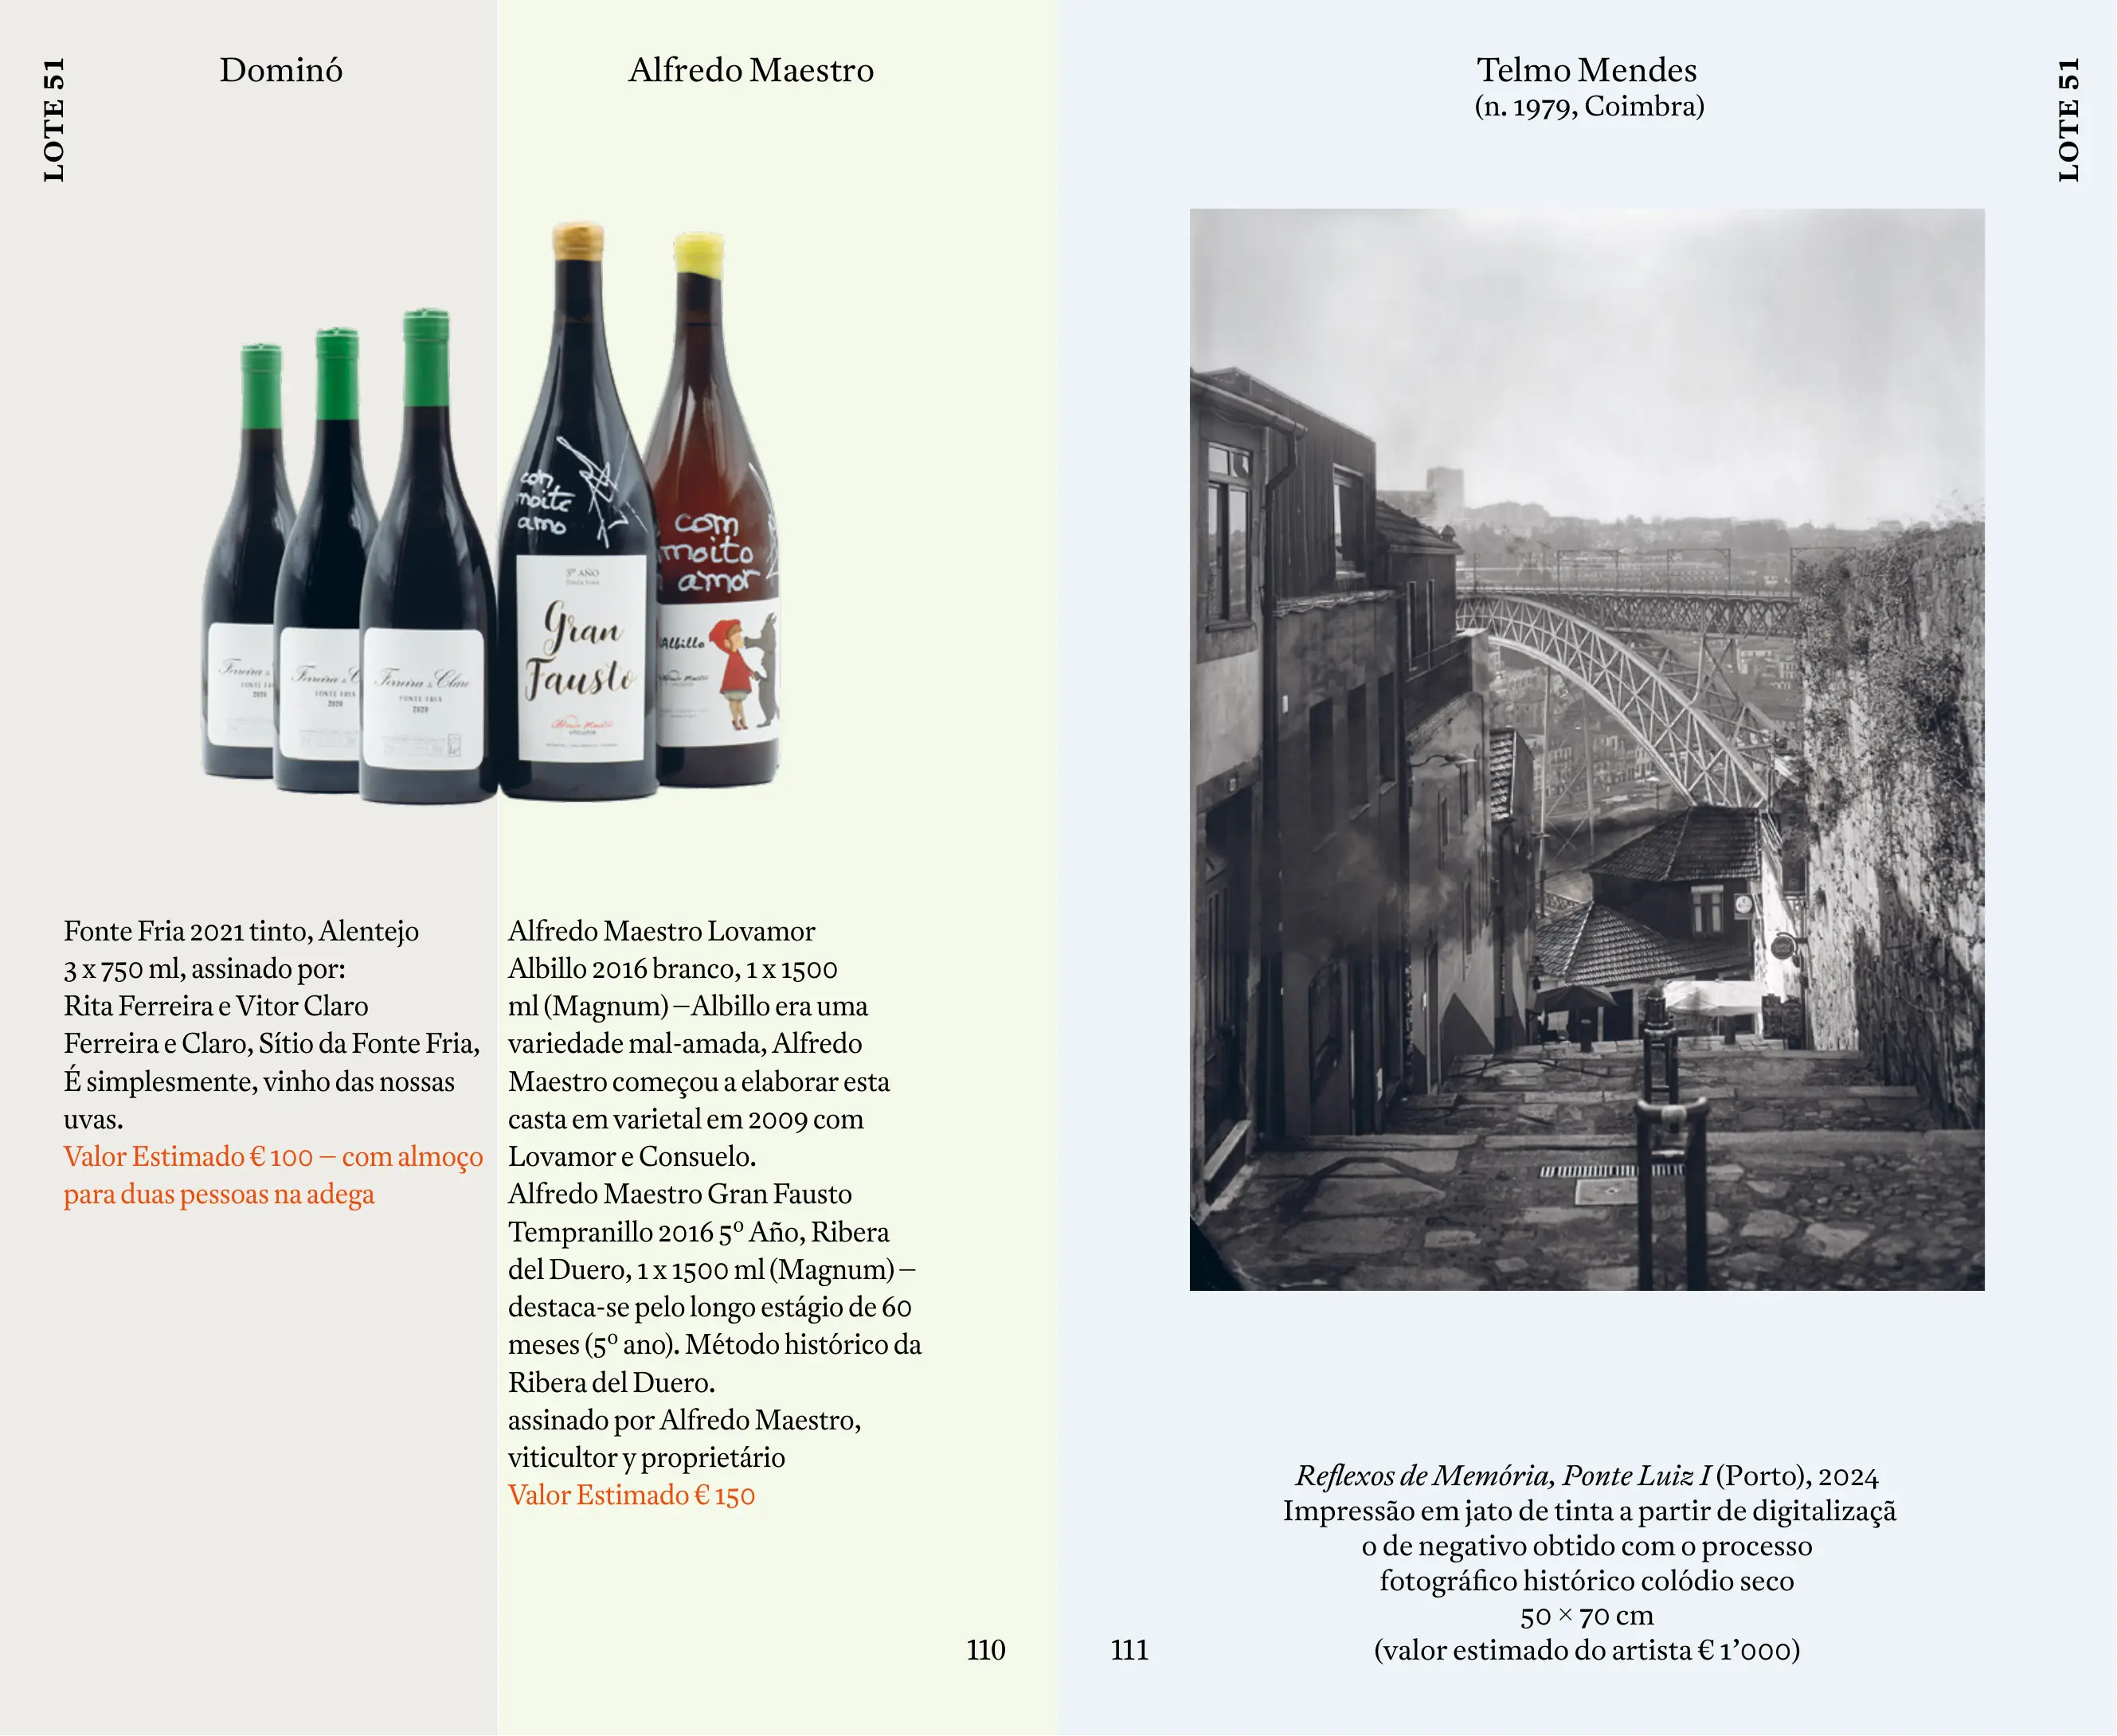 LOTE 51
Dominó
Fonte Fria 2021 tinto, Alentejo
3 x 750 ml, assinado por:
Rita Ferreira e Vitor Claro
Ferreira e Claro, Sítio da Fonte Fria,
É simplesmente, vinho das nossas
uvas.
Valor Estimado € 100 – com almoço
para duas pessoas na adega
Alfredo Maestro
con
moite
amo
com
moito
amor
Ferreira & Claro
FONTE FRIA
2020
5º AÑO
Gran
Fausto
Albillo
Alfredo Maestro Lovamor
Albillo 2016 branco, 1 x 1500
ml (Magnum) – Albillo era uma
variedade mal-amada, Alfredo
Maestro começou a elaborar esta
casta em varietal em 2009 com
Lovamor e Consuelo.
Alfredo Maestro Gran Fausto
Tempranillo 2016 5º Año, Ribera
del Duero, 1 x 1500 ml (Magnum) –
destaca-se pelo longo estágio de 60
meses (5º ano). Método histórico da
Ribera del Duero.
assinado por Alfredo Maestro,
viticultor y proprietário
Valor Estimado € 150
110
Telmo Mendes
(n. 1979, Coimbra)
LOTE 51
Reflexos de Memória, Ponte Luiz I (Porto), 2024
Impressão em jato de tinta a partir de digitalizaçã
o de negativo obtido com o processo
fotográfico histórico colódio seco
50 × 70 cm
(valor estimado do artista € 1’000)
111